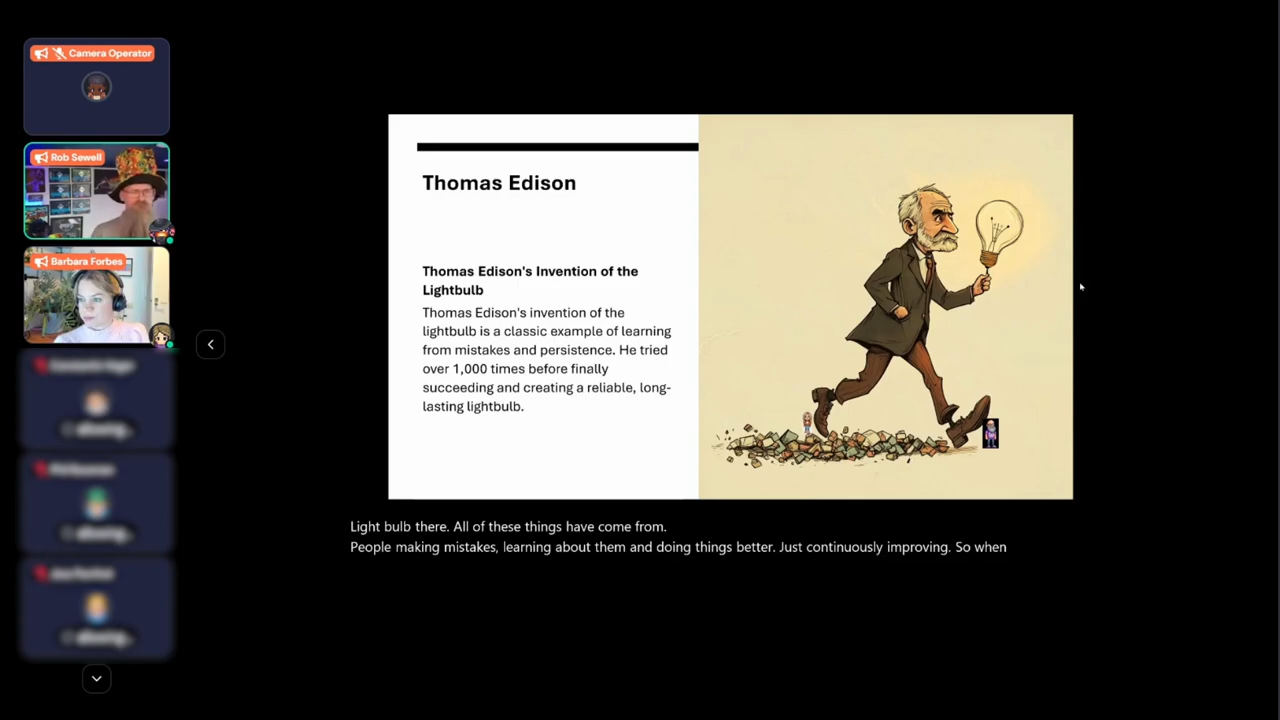 Camera Operator
Rob Sewell
Barbara Forbes
Thomas Edison
Thomas Edison's Invention of the
Lightbulb
Thomas Edison's invention of the
lightbulb is a classic example of learning
from mistakes and persistence. He tried
over 1,000 times before finally
succeeding and creating a reliable, long-
lasting lightbulb.
Light bulb there. All of these things have come from.
People making mistakes, learning about them and doing things better. Just continuously improving. So when